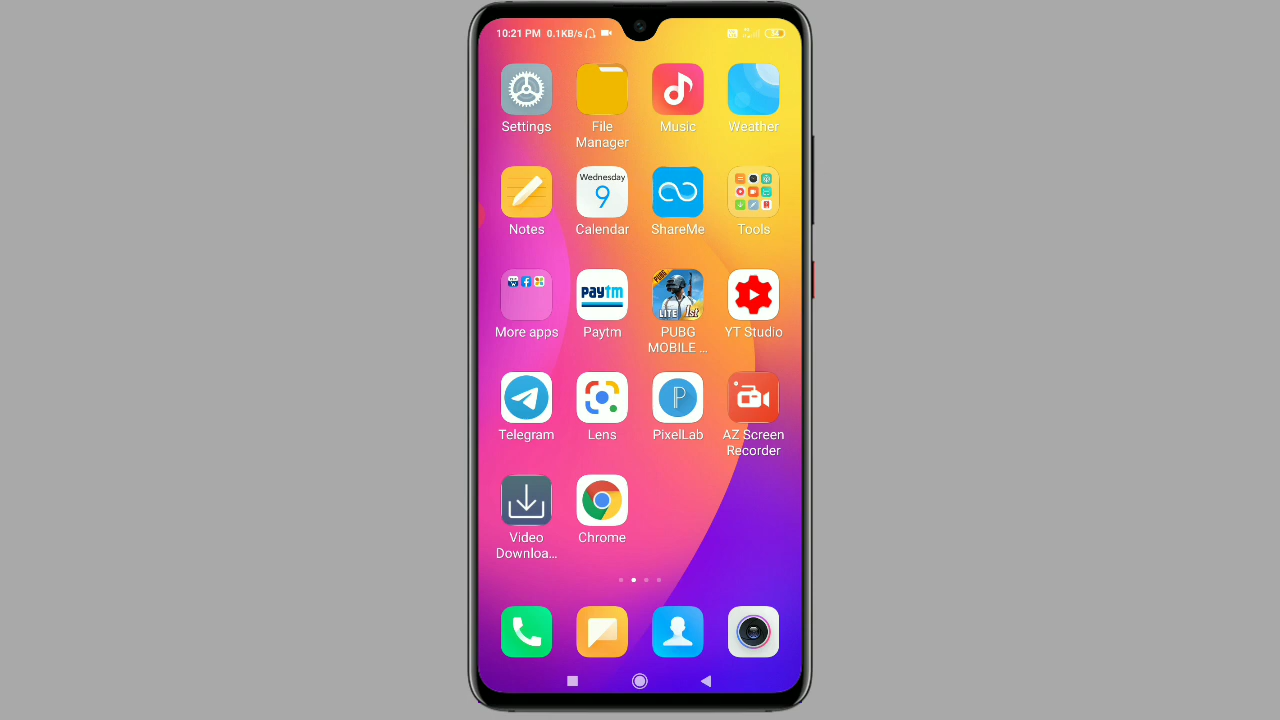 10:21 PM 0.1KB/s
Settings
File
Manager
Music
Weather
Wednesday
9
Notes
Calendar
ShareMe
Tools
paytm
PUBG
LITE 1st
More apps
Paytm
PUBG
MOBILE ...
YT Studio
P
Telegram
Lens
PixelLab
AZ Screen
Recorder
Video
Downloa...
Chrome